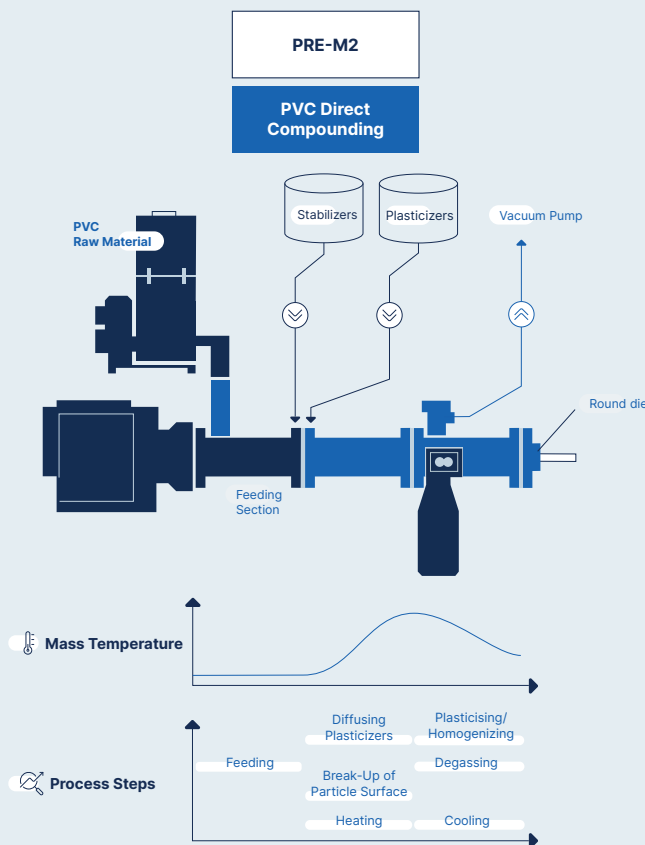 PRE-M2
PVC Direct
Compounding
Stabilizers
Plasticizers
Vacuum Pump
PVC
Raw Material
Round die
Feeding
Section
Mass Temperature
Diffusing
Plasticizers
Plasticising/
Homogenizing
Feeding
Degassing
Break-Up of
Particle Surface
Process Steps
Heating
Cooling